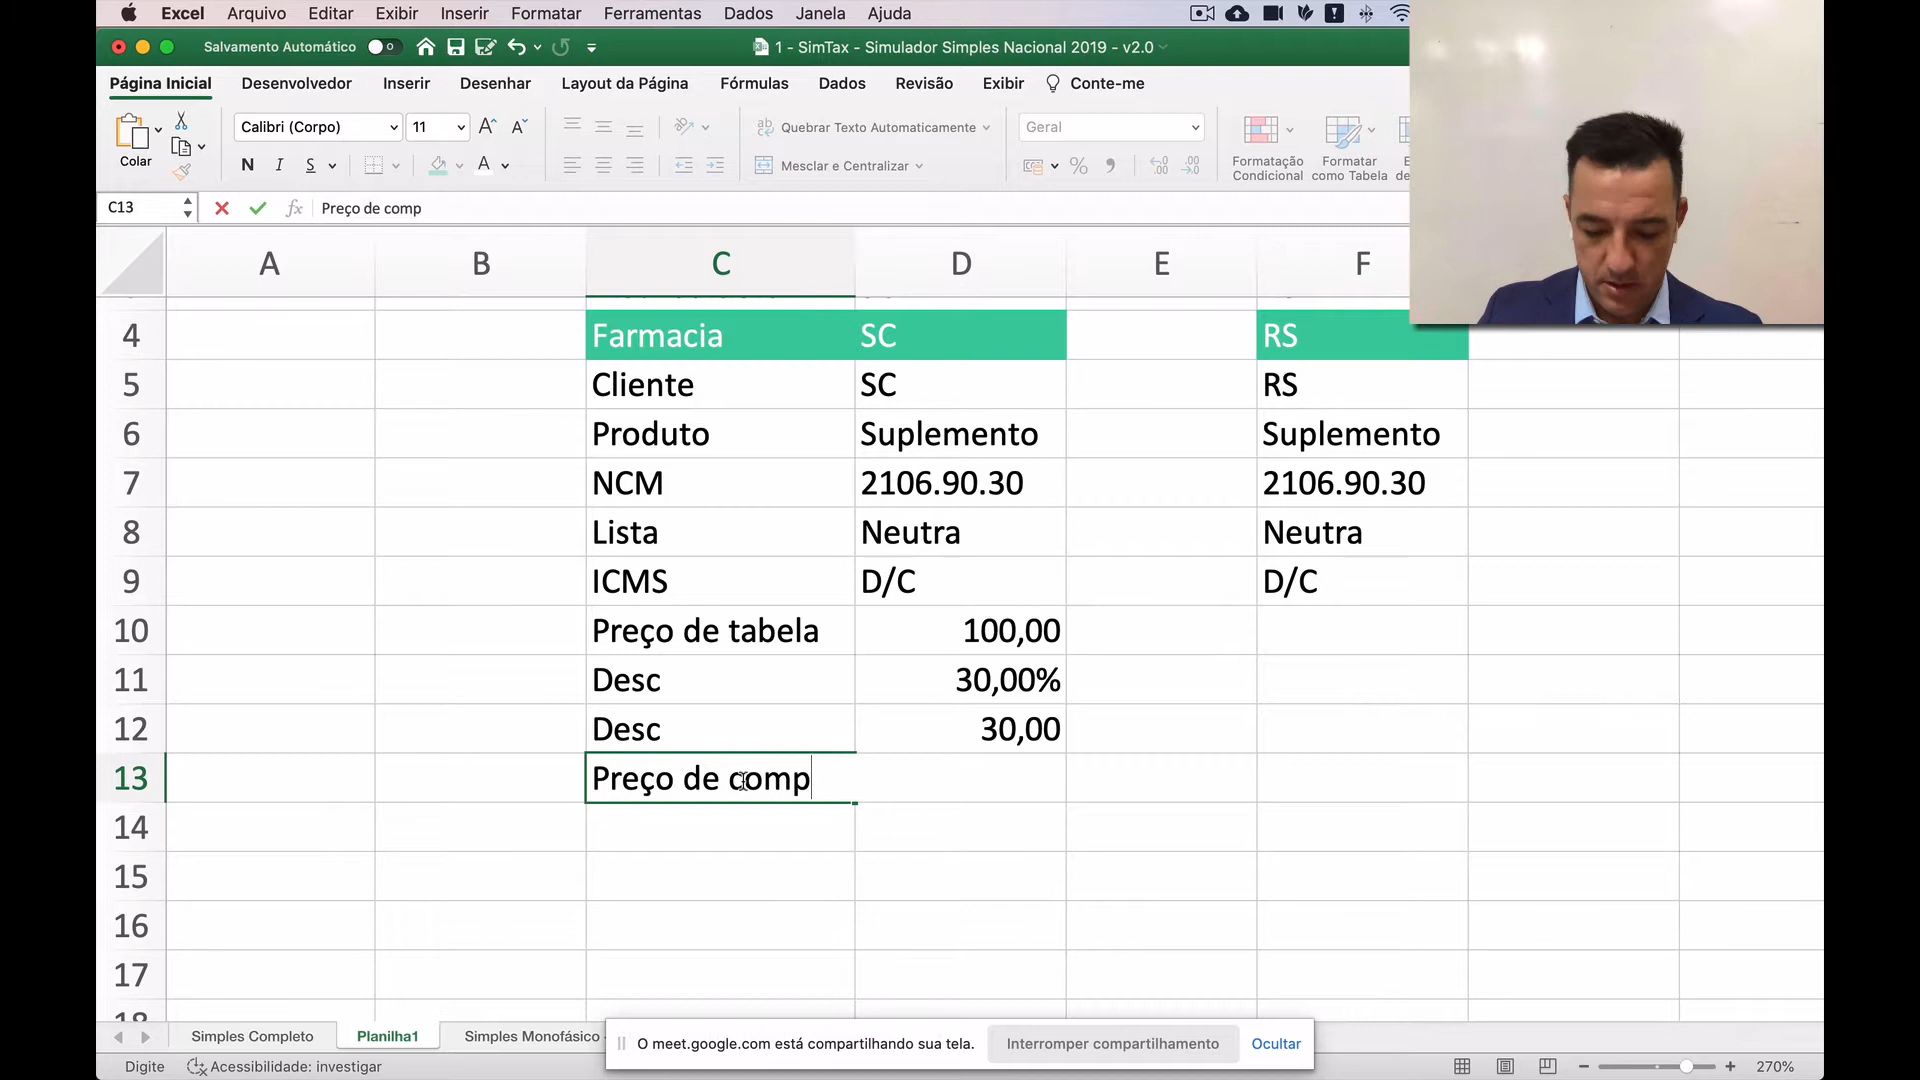 Excel Arquivo Editar Exibir Inserir Formatar Ferramentas Dados Janela Ajuda
Salvamento Automático
1 - SimTax - Simulador Simples Nacional 2019 - v2.0
Página Inicial Desenvolvedor Inserir Desenhar Layout da Página Fórmulas Dados Revisão Exibir Conte-me
Colar
Calibri (Corpo) 11
N I S
Quebrar Texto Automaticamente
Mesclar e Centralizar
Geral
Formatação Condicional
Formatar como Tabela
C13 fx Preço de comp
A B C D E F
4 Farmacia SC RS
5 Cliente SC RS
6 Produto Suplemento Suplemento
7 NCM 2106.90.30 2106.90.30
8 Lista Neutra Neutra
9 ICMS D/C D/C
10 Preço de tabela 100,00
11 Desc 30,00%
12 Desc 30,00
13 Preço de comp
14
15
16
17
18
Simples Completo Planilha1 Simples Monofásico
O meet.google.com está compartilhando sua tela. Interromper compartilhamento Ocultar
Digite Acessibilidade: investigar 270%